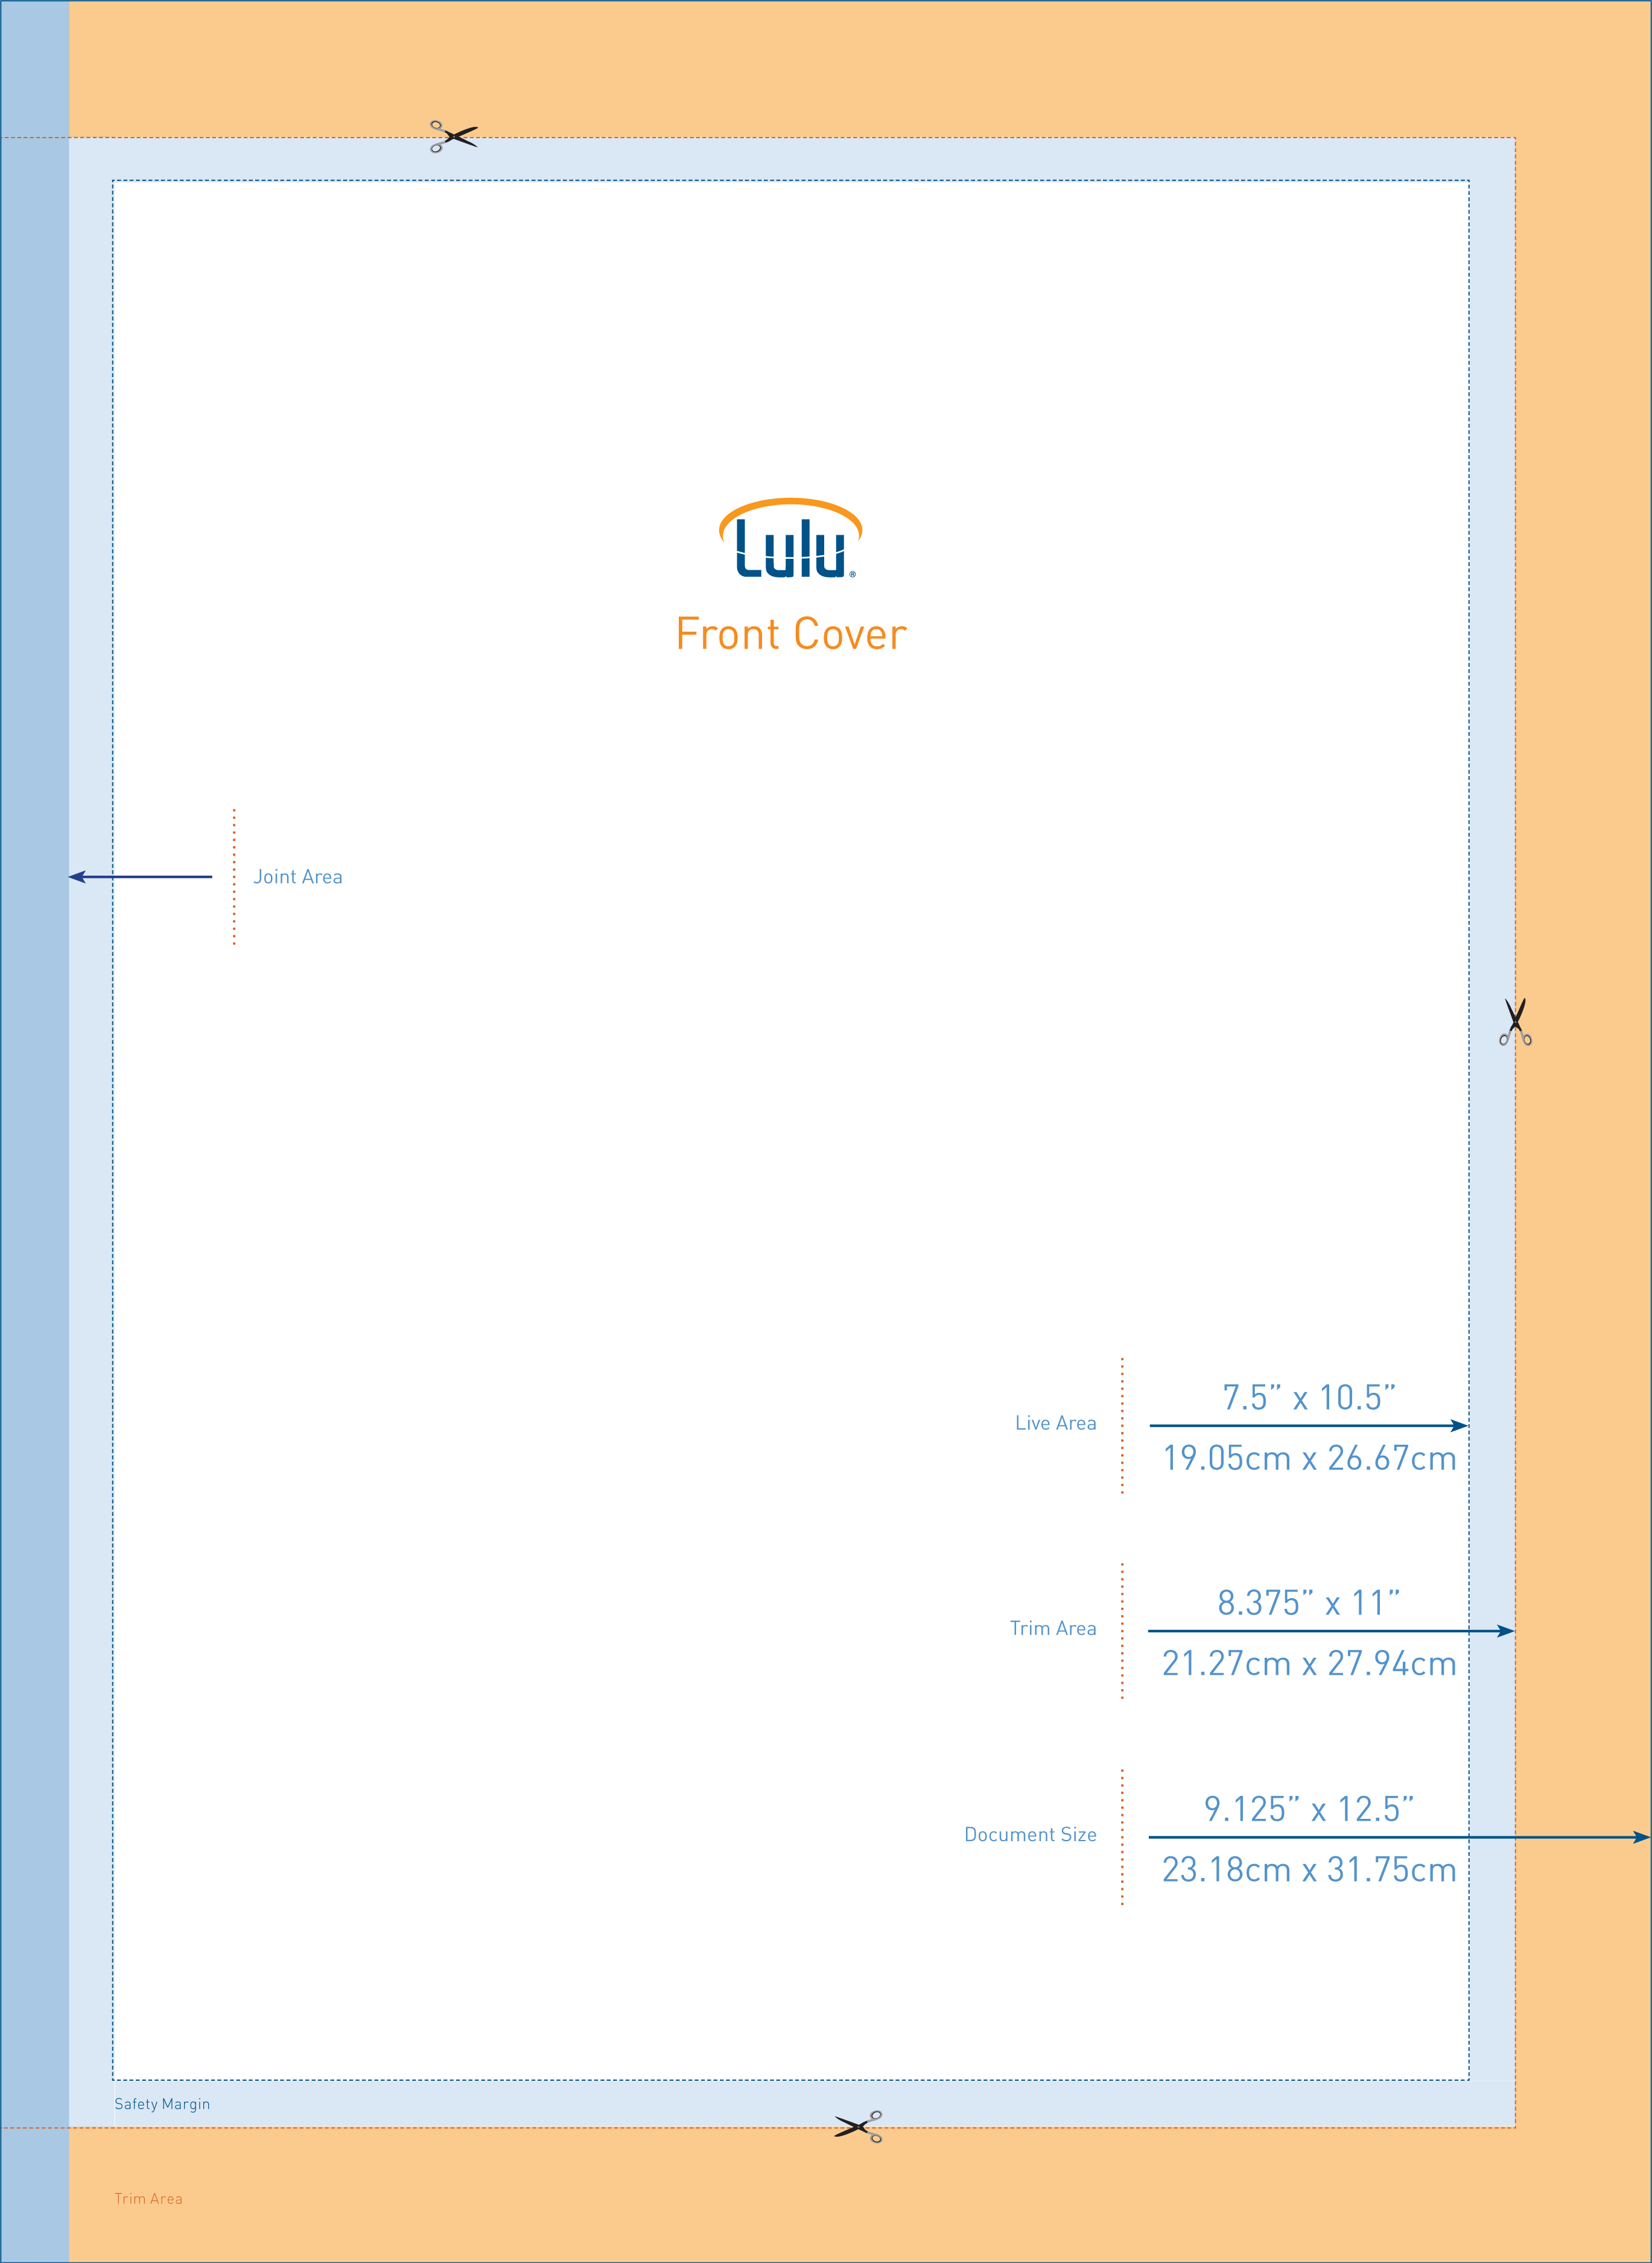 Lulu®
Front Cover
Joint Area
7.5” x 10.5”
Live Area
19.05cm x 26.67cm
8.375” x 11”
Trim Area
21.27cm x 27.94cm
9.125” x 12.5”
Document Size
23.18cm x 31.75cm
Safety Margin
Trim Area